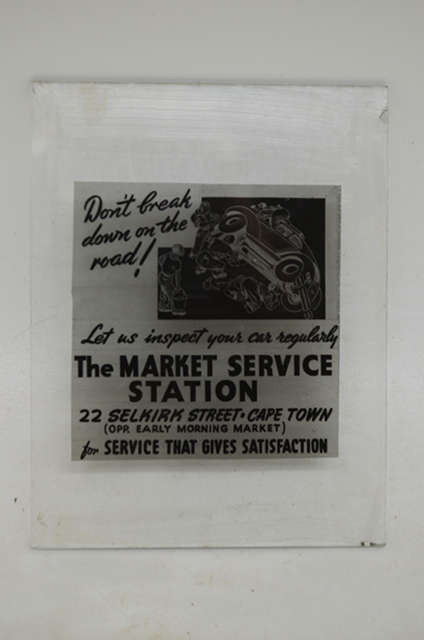 Don't break
down on the
road!
Let us inspect your car regularly
The MARKET SERVICE
STATION
22 SELKIRK STREET • CAPE TOWN
(OPP. EARLY MORNING MARKET)
for SERVICE THAT GIVES SATISFACTION